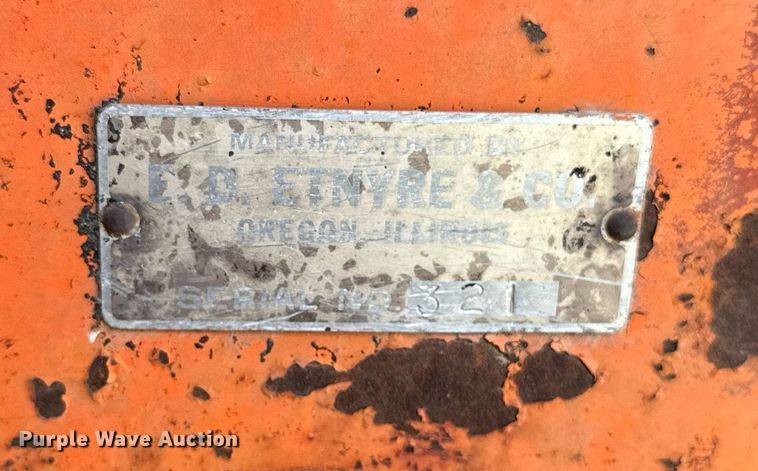 MANUFACTURED BY
E. D. ETNYRE & CO.
OREGON, ILLINOIS
SERIAL NO. 321
Purple Wave Auction